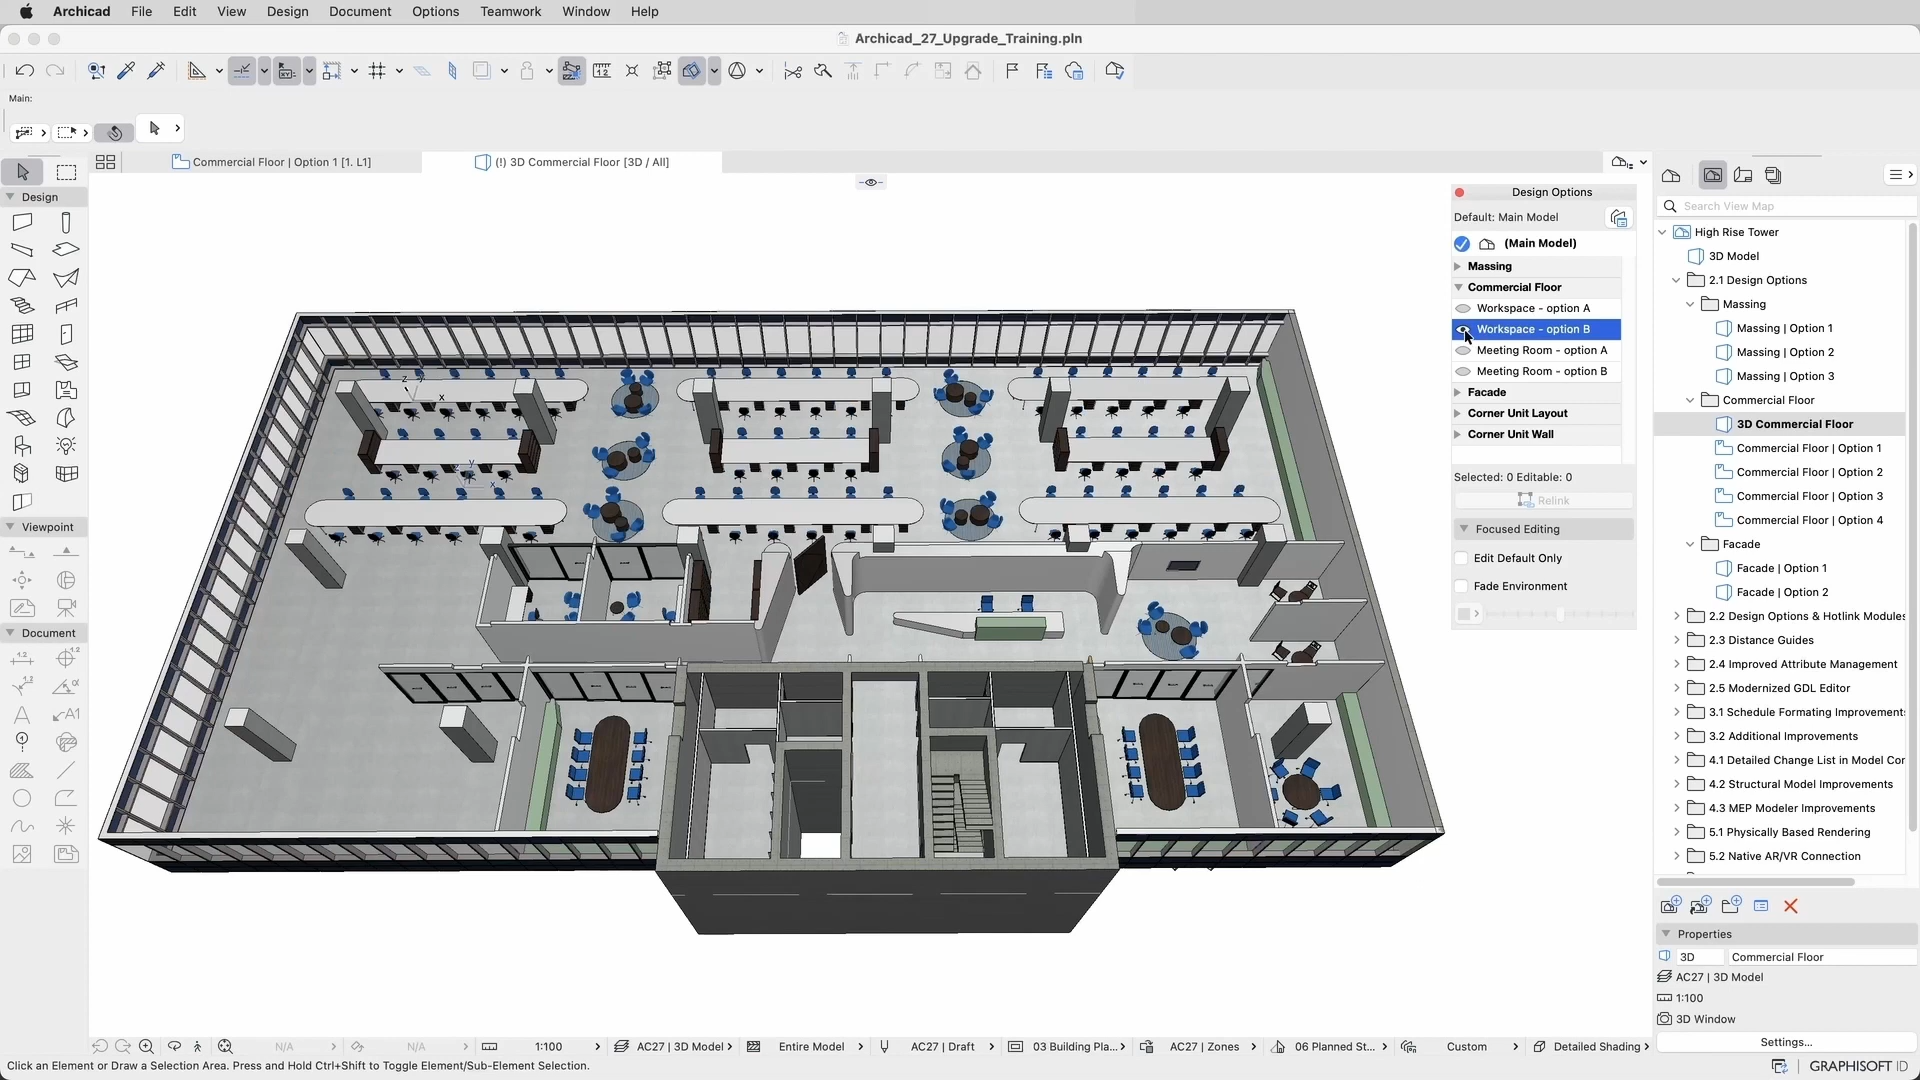 Archicad File Edit View Design Document Options Teamwork Window Help
Archicad_27_Upgrade_Training.pln
Main:
Commercial Floor | Option 1 [1. L1]
(!) 3D Commercial Floor [3D / All]
Design
Viewpoint
Document
Design Options
Default: Main Model
(Main Model)
Massing
Commercial Floor
Workspace - option A
Workspace - option B
Meeting Room - option A
Meeting Room - option B
Facade
Corner Unit Layout
Corner Unit Wall
Selected: 0 Editable: 0
Relink
Focused Editing
Edit Default Only
Fade Environment
Search View Map
High Rise Tower
3D Model
2.1 Design Options
Massing
Massing | Option 1
Massing | Option 2
Massing | Option 3
Commercial Floor
3D Commercial Floor
Commercial Floor | Option 1
Commercial Floor | Option 2
Commercial Floor | Option 3
Commercial Floor | Option 4
Facade
Facade | Option 1
Facade | Option 2
2.2 Design Options & Hotlink Modules
2.3 Distance Guides
2.4 Improved Attribute Management
2.5 Modernized GDL Editor
3.1 Schedule Formating Improvements
3.2 Additional Improvements
4.1 Detailed Change List in Model Cor
4.2 Structural Model Improvements
4.3 MEP Modeler Improvements
5.1 Physically Based Rendering
5.2 Native AR/VR Connection
Properties
3D Commercial Floor
AC27 | 3D Model
1:100
3D Window
Settings...
N/A N/A 1:100 AC27 | 3D Model Entire Model AC27 | Draft 03 Building Pla... AC27 | Zones 06 Planned St... Custom Detailed Shading
Click an Element or Draw a Selection Area. Press and Hold Ctrl+Shift to Toggle Element/Sub-Element Selection.
GRAPHISOFT ID
z
x
y
x